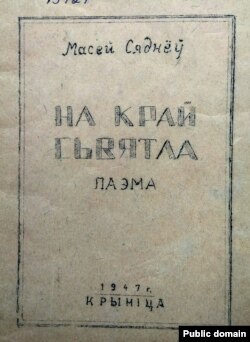 Масей Сяднёў
НА КРАЙ
СЬВЯТЛА
ПАЭМА
1947 г.
КРЫНІЦА
Public domain